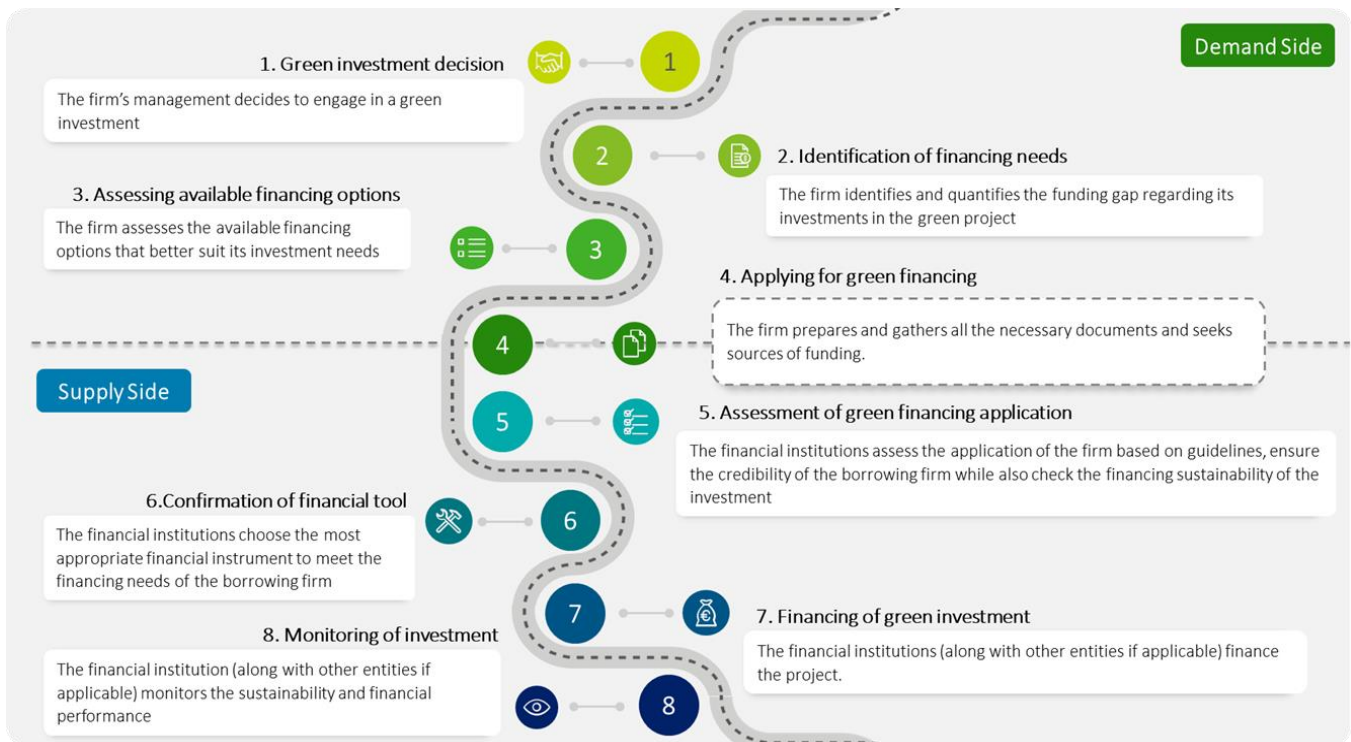 Demand Side
1. Green investment decision
1
The firm's management decides to engage in a green
investment
2
2. Identification of financing needs
The firm identifies and quantifies the funding gap regarding its
investments in the green project
3. Assessing available financing options
The firm assesses the available financing
options that better suit its investment needs
3
4. Applying for green financing
4
The firm prepares and gathers all the necessary documents and seeks
sources of funding.
Supply Side
5
5. Assessment of green financing application
The financial institutions assess the application of the firm based on guidelines, ensure
the credibility of the borrowing firm while also check the financing sustainability of the
investment
6.Confirmation of financial tool
The financial institutions choose the most
appropriate financial instrument to meet the
financing needs of the borrowing firm
6
7
€
7. Financing of green investment
The financial institutions (along with other entities if applicable) finance
the project.
8. Monitoring of investment
The financial institution (along with other entities if
applicable) monitors the sustainability and financial
performance
8